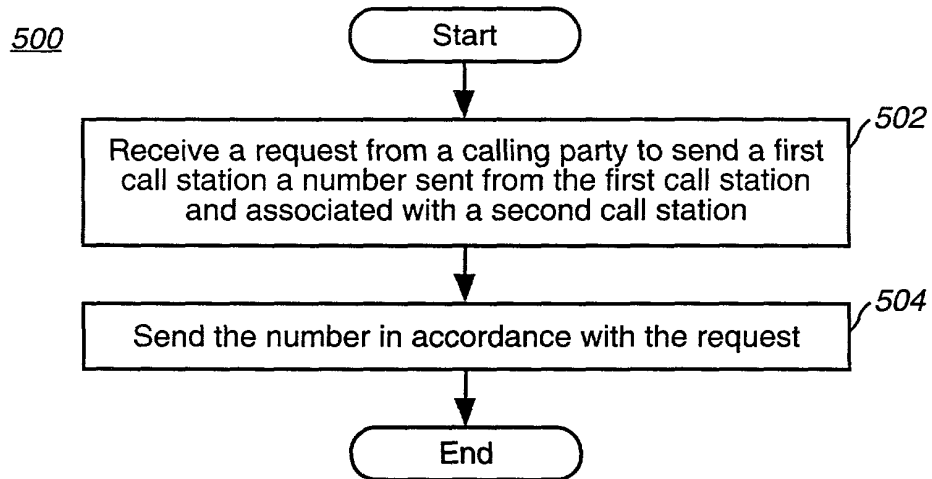 500
Start
502
Receive a request from a calling party to send a first
call station a number sent from the first call station
and associated with a second call station
504
Send the number in accordance with the request
End